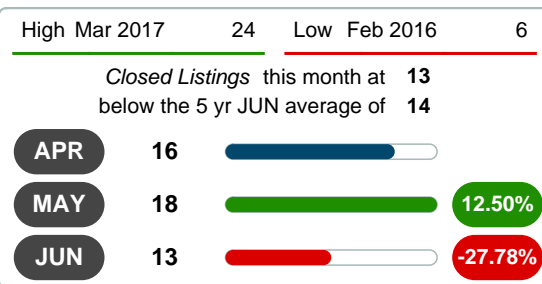 High Mar 2017 24 Low Feb 2016 6
Closed Listings this month at 13
below the 5 yr JUN average of 14
APR 16
MAY 18 12.50%
JUN 13 -27.78%